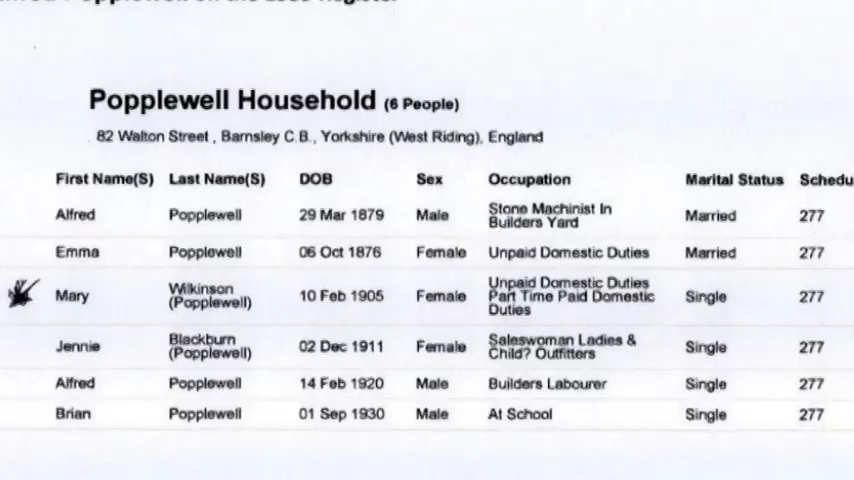 Popplewell Household (6 People)
82 Walton Street , Barnsley C.B., Yorkshire (West Riding), England
First Name(S) Last Name(S) DOB Sex Occupation Marital Status Schedu
Alfred Popplewell 29 Mar 1879 Male Stone Machinist In Builders Yard Married 277
Emma Popplewell 06 Oct 1876 Female Unpaid Domestic Duties Married 277
Mary Wilkinson (Popplewell) 10 Feb 1905 Female Unpaid Domestic Duties Part Time Paid Domestic Duties Single 277
Jennie Blackburn (Popplewell) 02 Dec 1911 Female Saleswoman Ladies & Child? Outfitters Single 277
Alfred Popplewell 14 Feb 1920 Male Builders Labourer Single 277
Brian Popplewell 01 Sep 1930 Male At School Single 277